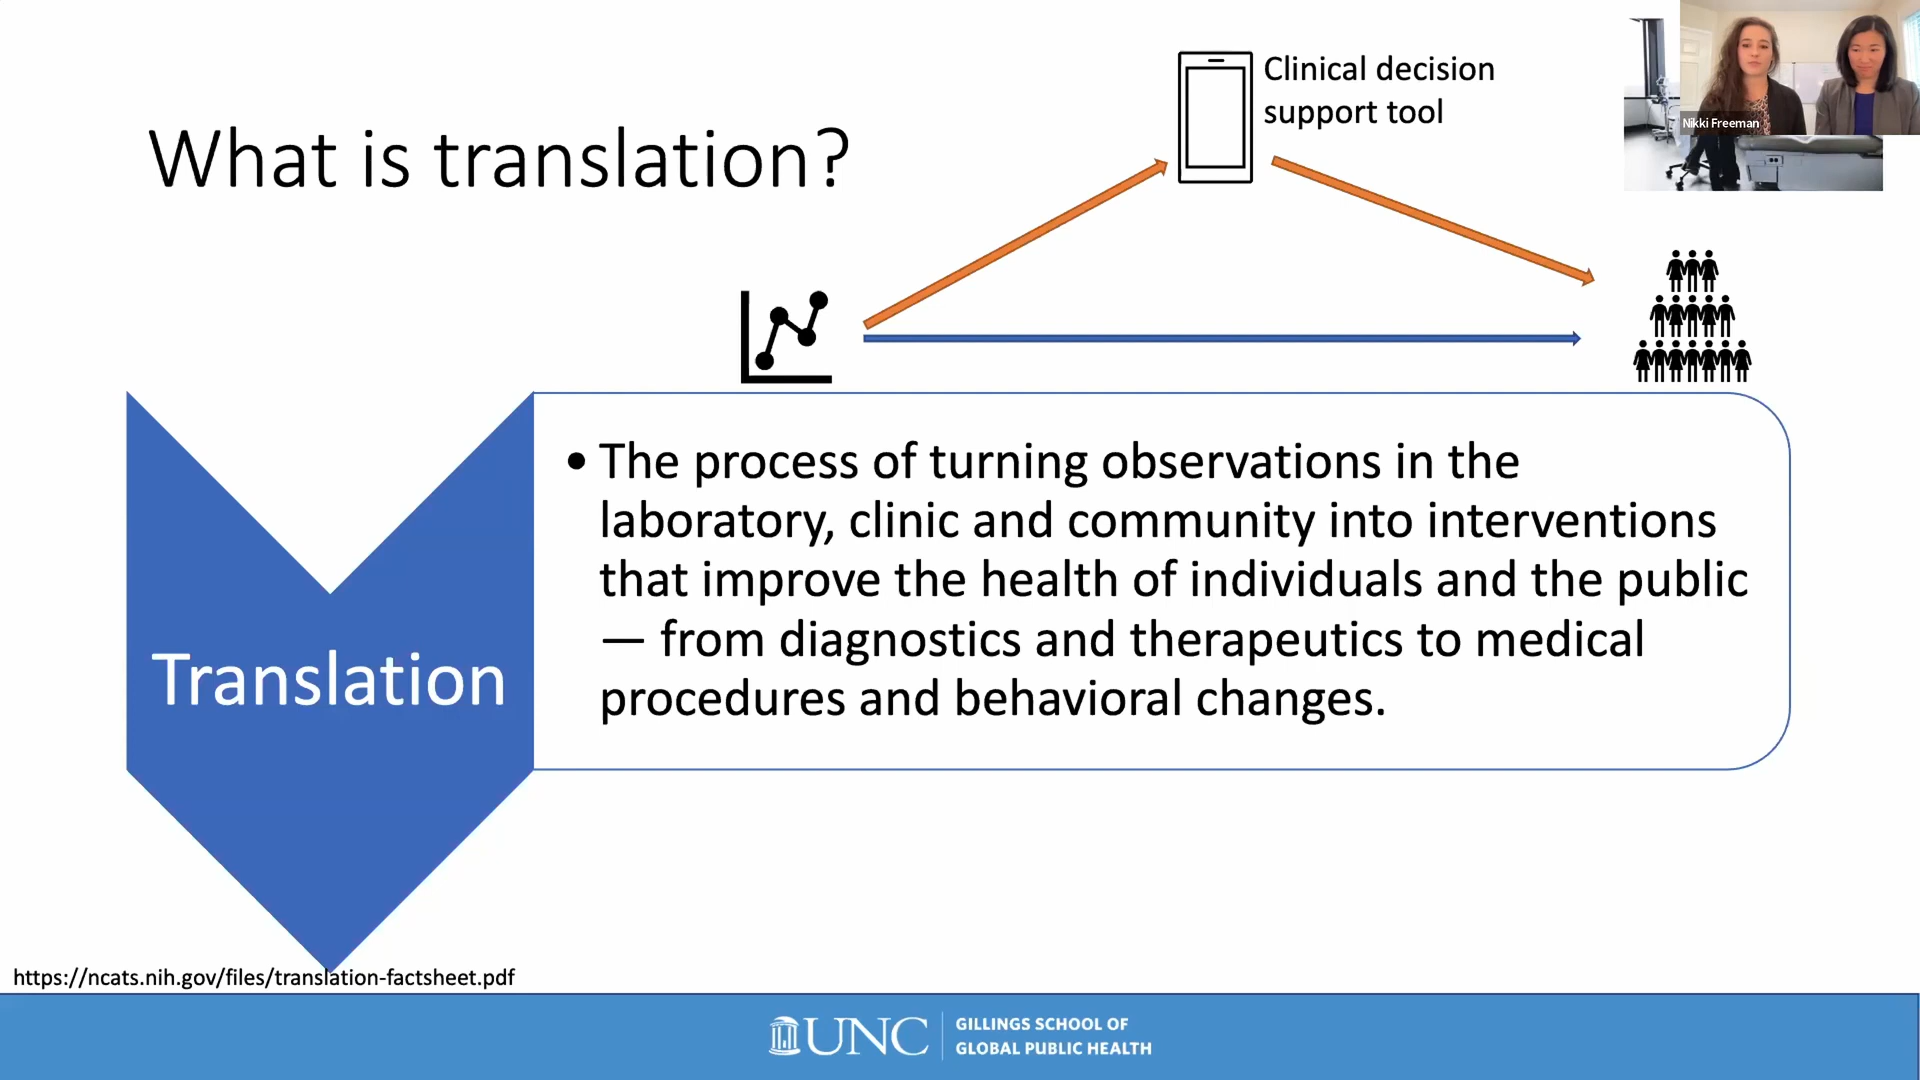 What is translation?
Clinical decision
support tool
Nikki Freeman
Translation
• The process of turning observations in the
laboratory, clinic and community into interventions
that improve the health of individuals and the public
— from diagnostics and therapeutics to medical
procedures and behavioral changes.
https://ncats.nih.gov/files/translation-factsheet.pdf
UNC
GILLINGS SCHOOL OF
GLOBAL PUBLIC HEALTH